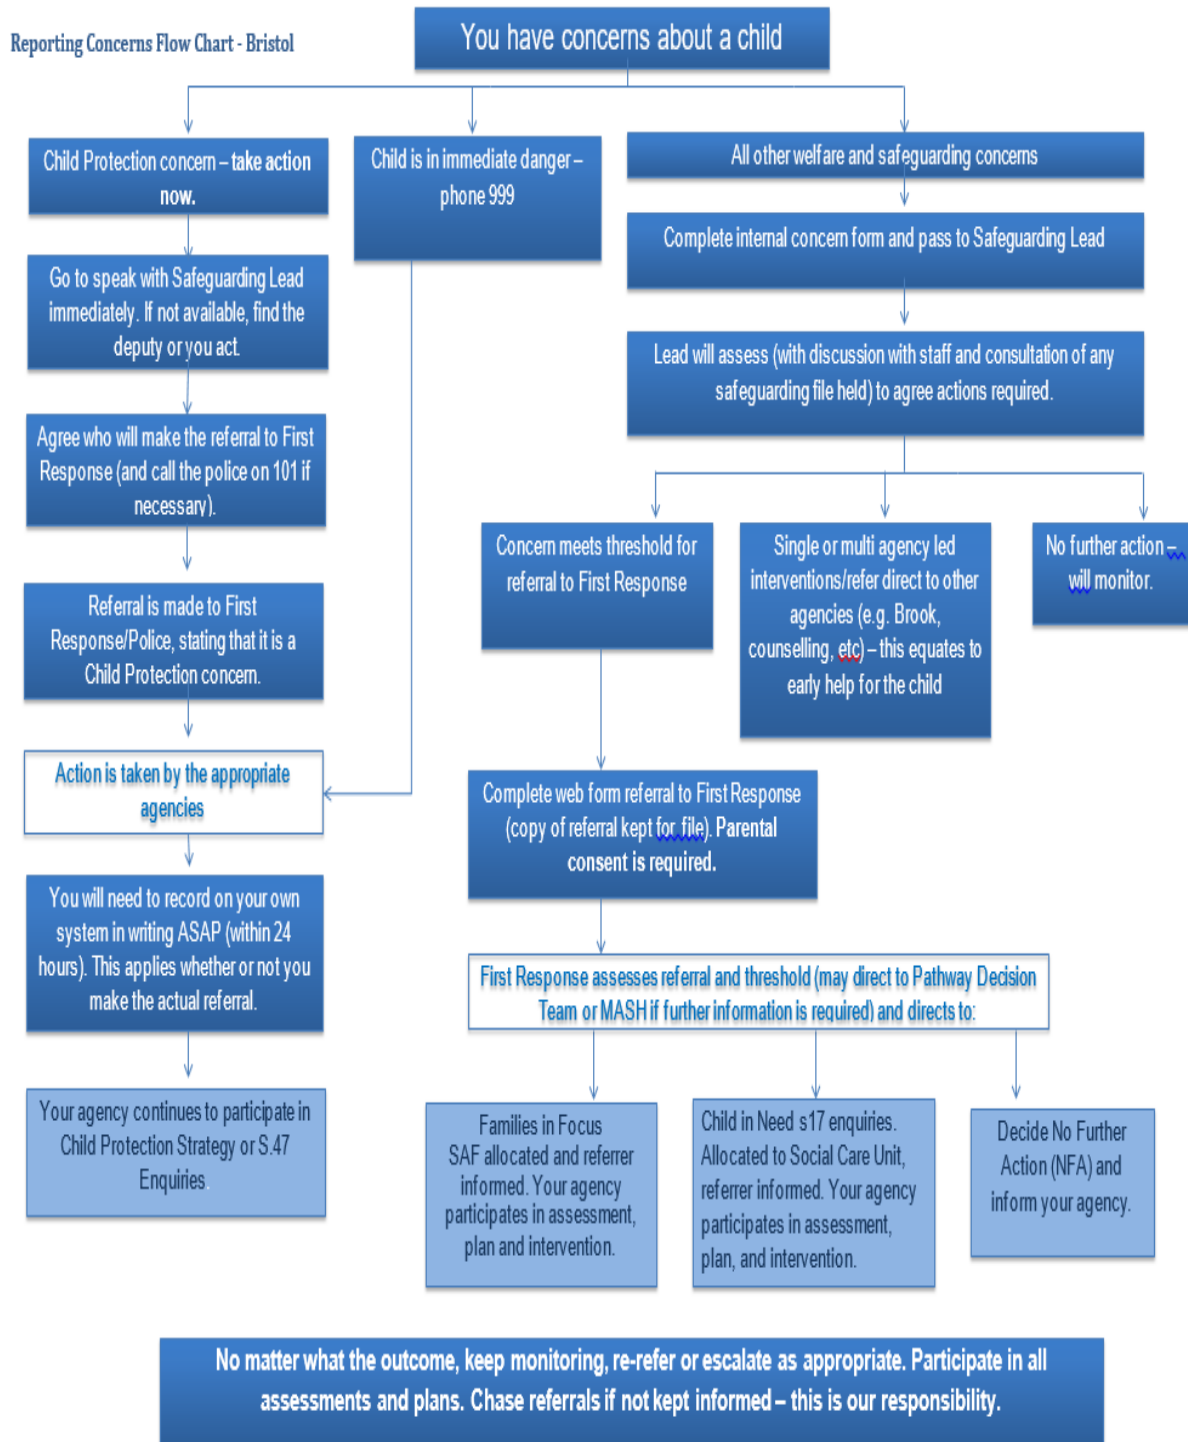 Reporting Concerns Flow Chart - Bristol
You have concerns about a child
Child Protection concern – take action
now.
Child is in immediate danger –
phone 999
All other welfare and safeguarding concerns
Go to speak with Safeguarding Lead
immediately. If not available, find the
deputy or you act.
Complete internal concern form and pass to Safeguarding Lead
Lead will assess (with discussion with staff and consultation of any
safeguarding file held) to agree actions required.
Agree who will make the referral to First
Response (and call the police on 101 if
necessary).
Concern meets threshold for
referral to First Response
Single or multi agency led
interventions/refer direct to other
agencies (e.g. Brook,
counselling, etc) – this equates to
early help for the child
No further action –
will monitor.
Referral is made to First
Response/Police, stating that it is a
Child Protection concern.
Action is taken by the appropriate
agencies
Complete web form referral to First Response
(copy of referral kept for file). Parental
consent is required.
You will need to record on your own
system in writing ASAP (within 24
hours). This applies whether or not you
make the actual referral.
First Response assesses referral and threshold (may direct to Pathway Decision
Team or MASH if further information is required) and directs to:
Your agency continues to participate in
Child Protection Strategy or S.47
Enquiries.
Families in Focus
SAF allocated and referrer
informed. Your agency
participates in assessment,
plan and intervention.
Child in Need s17 enquiries.
Allocated to Social Care Unit,
referrer informed. Your agency
participates in assessment,
plan, and intervention.
Decide No Further
Action (NFA) and
inform your agency.
No matter what the outcome, keep monitoring, re-refer or escalate as appropriate. Participate in all
assessments and plans. Chase referrals if not kept informed – this is our responsibility.